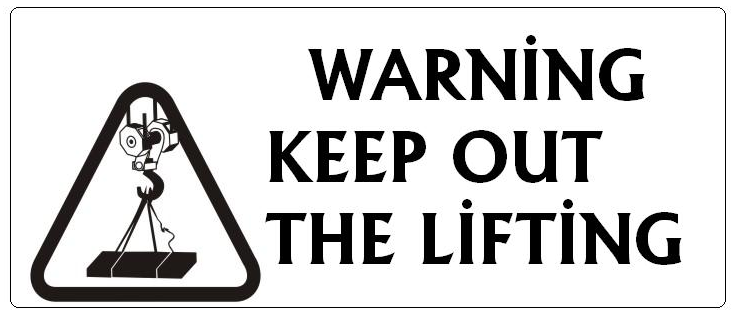 WARNİNG
KEEP OUT
THE LİFTİNG